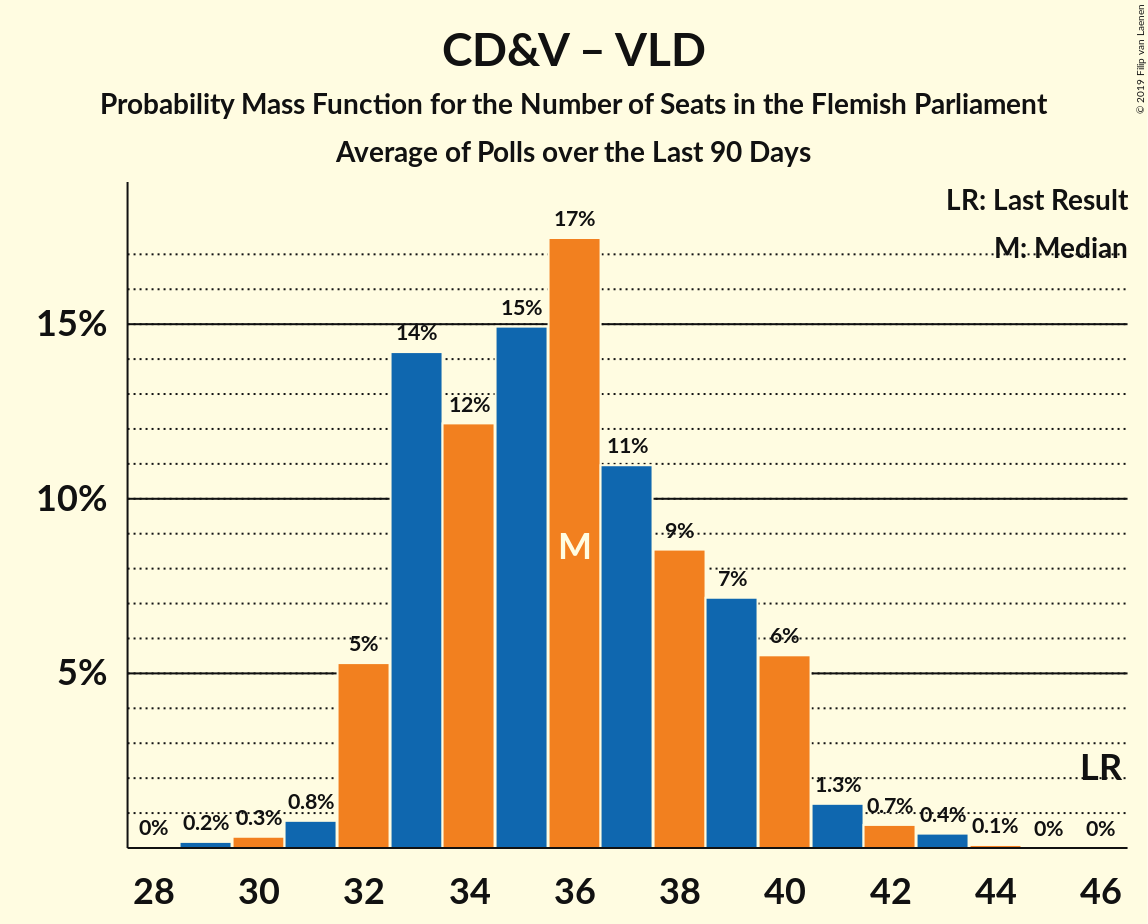 CD&V – VLD
Probability Mass Function for the Number of Seats in the Flemish Parliament
Average of Polls over the Last 90 Days
© 2019 Filip van Laenen
LR: Last Result
M: Median
17%
15%
15%
14%
12%
11%
10%
9%
M
7%
6%
5%
5%
LR
1.3%
0.8%
0.7%
0.4%
0.3%
0.2%
0.1%
0%
0%
0%
28 30 32 34 36 38 40 42 44 46